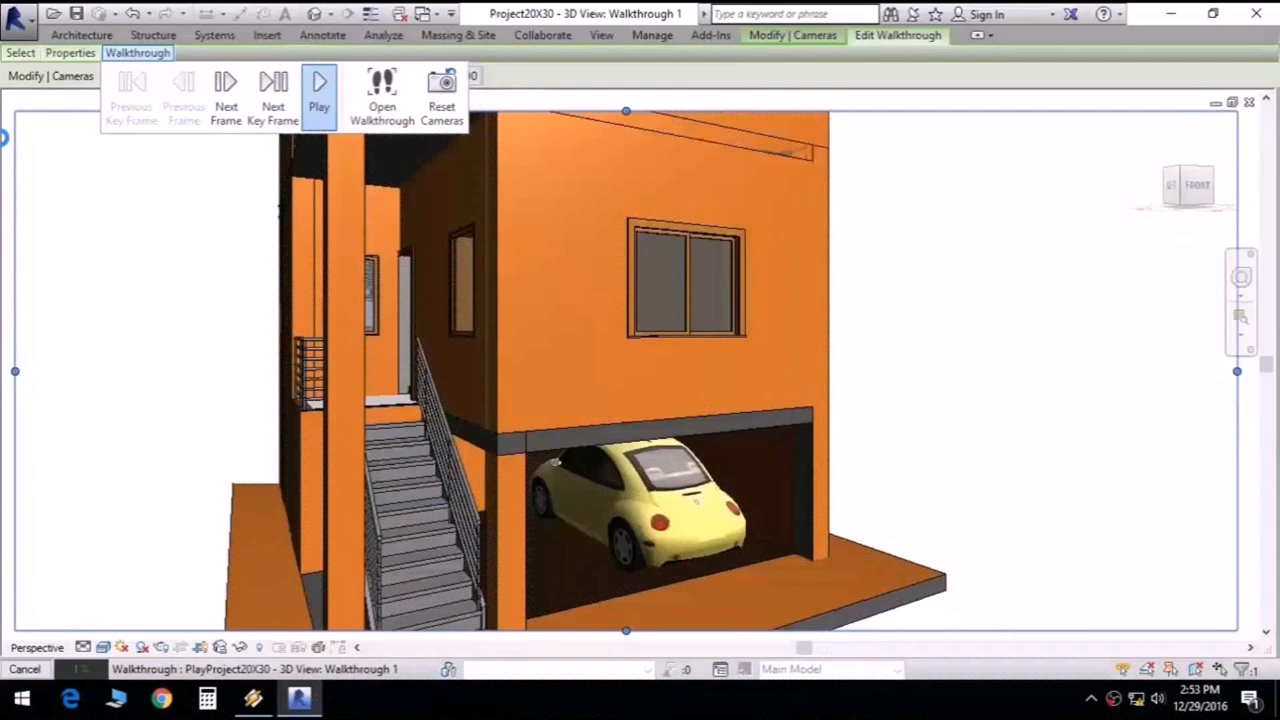 Project20X30 - 3D View: Walkthrough 1
Type a keyword or phrase
Sign In
Architecture Structure Systems Insert Annotate Analyze Massing & Site Collaborate View Manage Add-Ins Modify | Cameras Edit Walkthrough
Select Properties Walkthrough
Modify | Cameras
Previous Key Frame
Previous Frame
Next Frame
Next Key Frame
Play
Open Walkthrough
Reset Cameras
FRONT
Perspective
Cancel 1 % Walkthrough : PlayProject20X30 - 3D View: Walkthrough 1 :0 Main Model :1
2:53 PM
12/29/2016